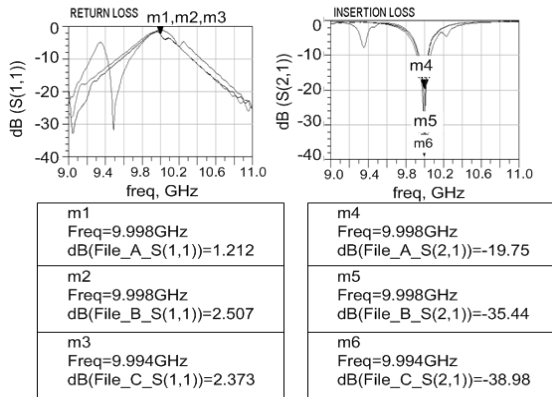 RETURN LOSS
m1,m2,m3
dB (S(1,1))
0
-10
-20
-30
-40
9.0 9.4 9.8 10.2 10.6 11.0
freq, GHz
INSERTION LOSS
dB (S(2,1))
0
-10
-20
-30
-40
m4
m5
m6
9.0 9.4 9.8 10.2 10.6 11.0
freq, GHz
m1
Freq=9.998GHz
dB(File_A_S(1,1))=1.212
m2
Freq=9.998GHz
dB(File_B_S(1,1))=2.507
m3
Freq=9.994GHz
dB(File_C_S(1,1))=2.373
m4
Freq=9.998GHz
dB(File_A_S(2,1)=-19.75
m5
Freq=9.998GHz
dB(File_B_S(2,1)=-35.44
m6
Freq=9.994GHz
dB(File_C_S(2,1)=-38.98